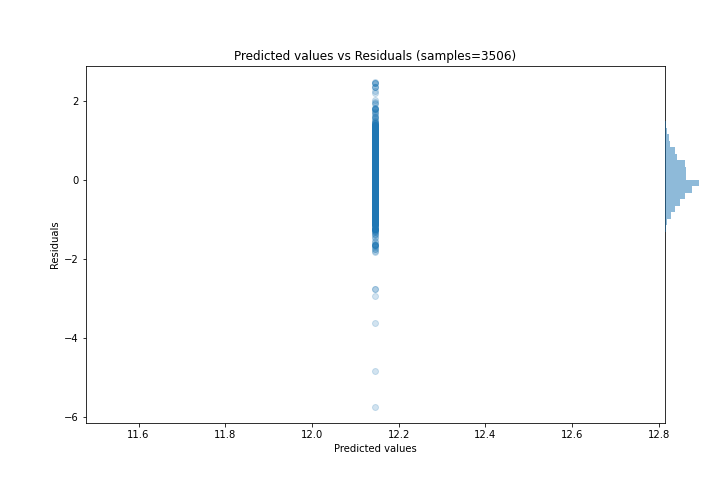 Predicted values vs Residuals (samples=3506)
2
0
−2
−4
−6
Residuals
11.6 11.8 12.0 12.2 12.4 12.6 12.8
Predicted values